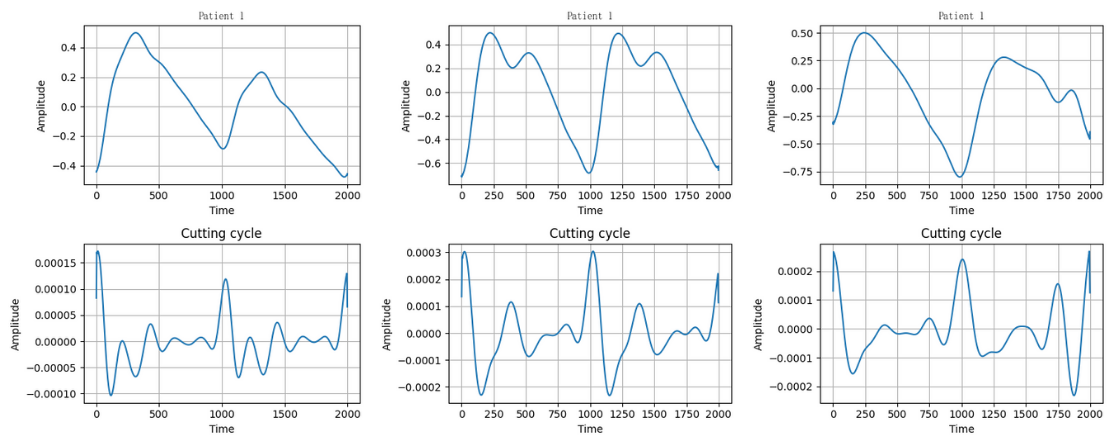 Patient 1
Patient 1
Patient 1
Amplitude
0.4
0.2
0.0
−0.2
−0.4
0 500 1000 1500 2000
Time
Amplitude
0.4
0.2
0.0
−0.2
−0.4
−0.6
0 250 500 750 1000 1250 1500 1750 2000
Time
Amplitude
0.50
0.25
0.00
−0.25
−0.50
−0.75
0 250 500 750 1000 1250 1500 1750 2000
Time
Cutting cycle
Cutting cycle
Cutting cycle
Amplitude
0.00015
0.00010
0.00005
0.00000
−0.00005
−0.00010
0 500 1000 1500 2000
Time
Amplitude
0.0003
0.0002
0.0001
0.0000
−0.0001
−0.0002
0 250 500 750 1000 1250 1500 1750 2000
Time
Amplitude
0.0002
0.0001
0.0000
−0.0001
−0.0002
0 250 500 750 1000 1250 1500 1750 2000
Time